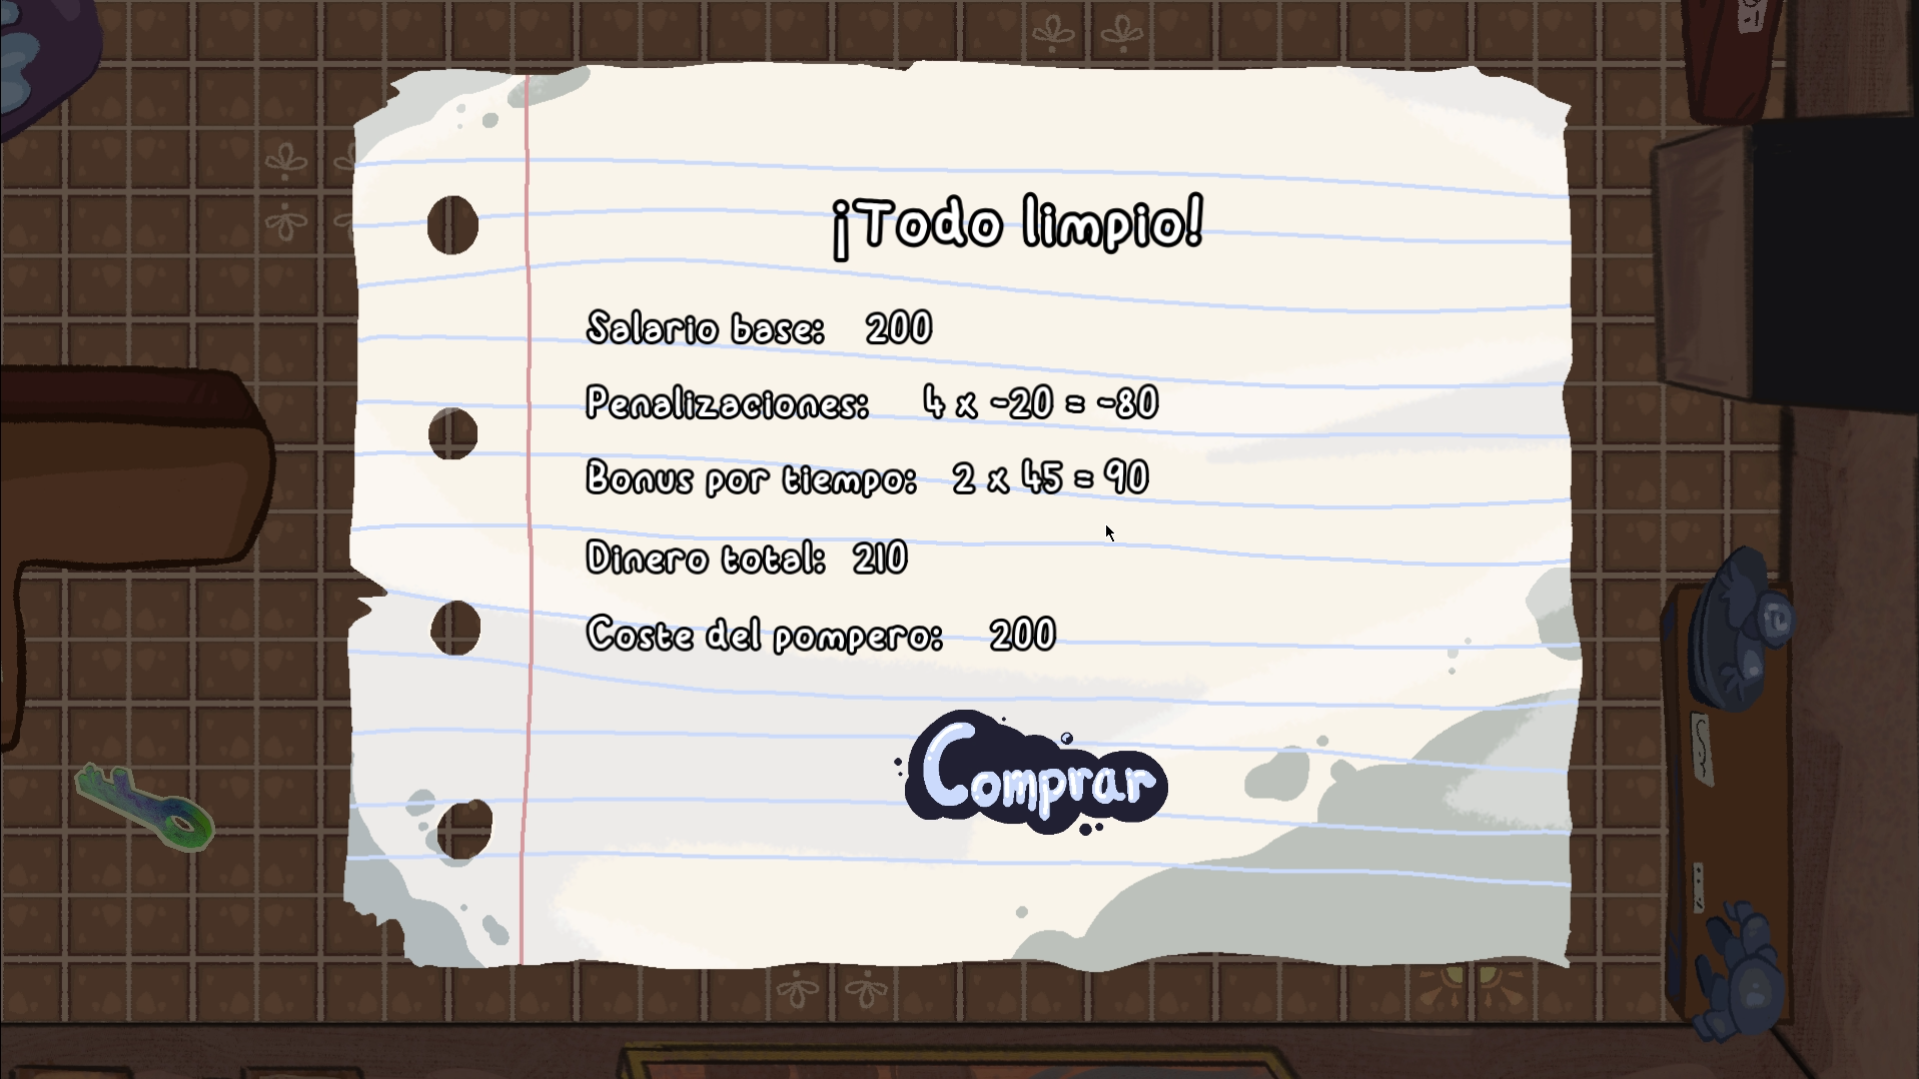 ¡Todo limpio!
Salario base: 200
Penalizaciones: 4 x -20 = -80
Bonus por tiempo: 2 x 45 = 90
Dinero total: 210
Coste del pompero: 200
Comprar